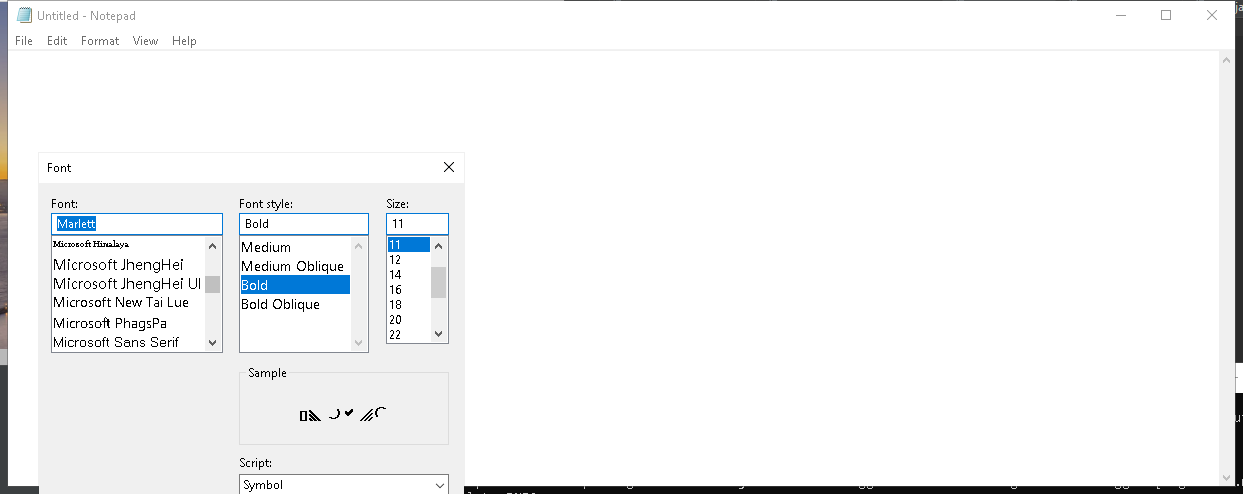 Untitled - Notepad
File Edit Format View Help
Font
Font: Font style: Size:
Marlett Bold 11
Microsoft Himalaya Medium 11
Microsoft JhengHei Medium Oblique 12
Microsoft JhengHei UI Bold 14
Microsoft New Tai Lue Bold Oblique 16
Microsoft PhagsPa 18
Microsoft Sans Serif 20
22
Sample
Script:
Symbol